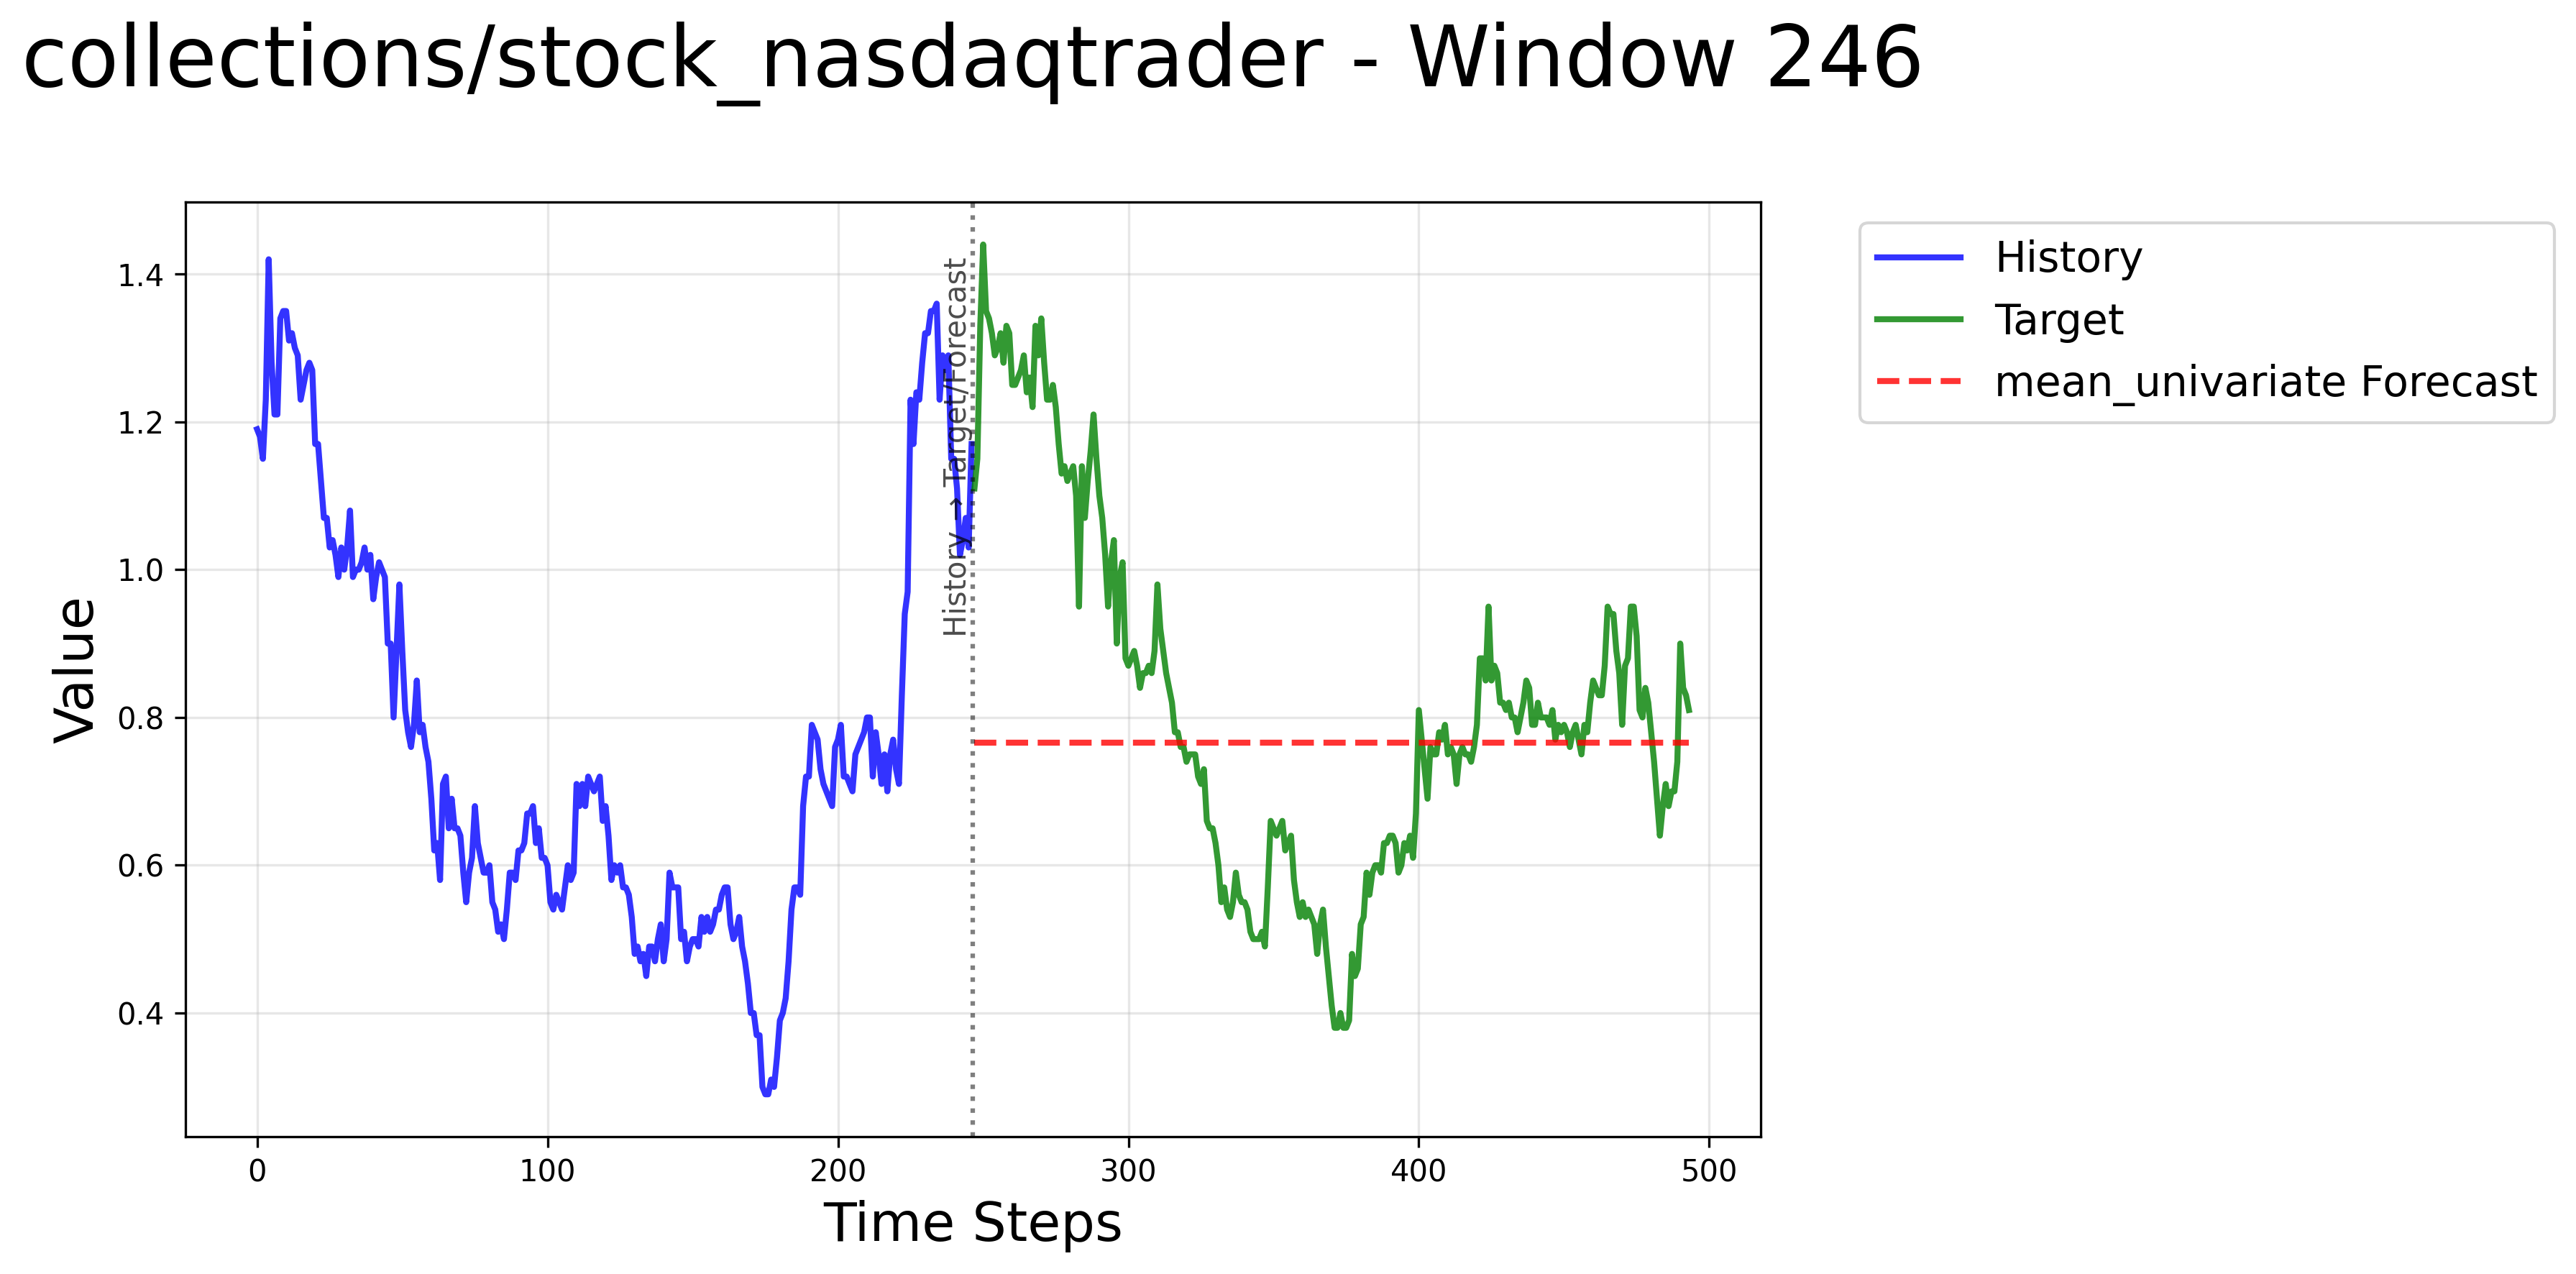 collections/stock_nasdaqtrader - Window 246
History
Target
mean_univariate Forecast
History → Target/Forecast
Value
1.4
1.2
1.0
0.8
0.6
0.4
0
100
200
300
400
500
Time Steps